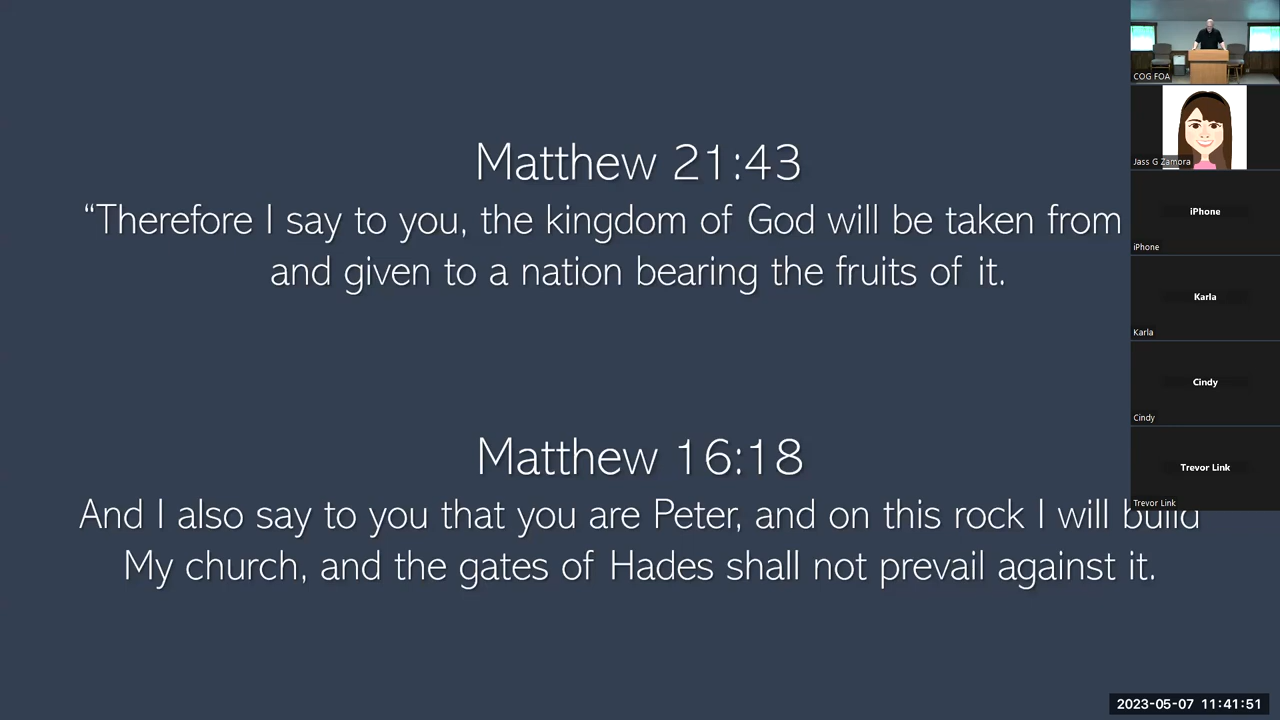 Matthew 21:43
“Therefore I say to you, the kingdom of God will be taken from
and given to a nation bearing the fruits of it.
Matthew 16:18
And I also say to you that you are Peter, and on this rock I will build
My church, and the gates of Hades shall not prevail against it.
COG FOA
Jass G Zamora
iPhone
iPhone
Karla
Karla
Cindy
Cindy
Trevor Link
Trevor Link
2023-05-07 11:41:51